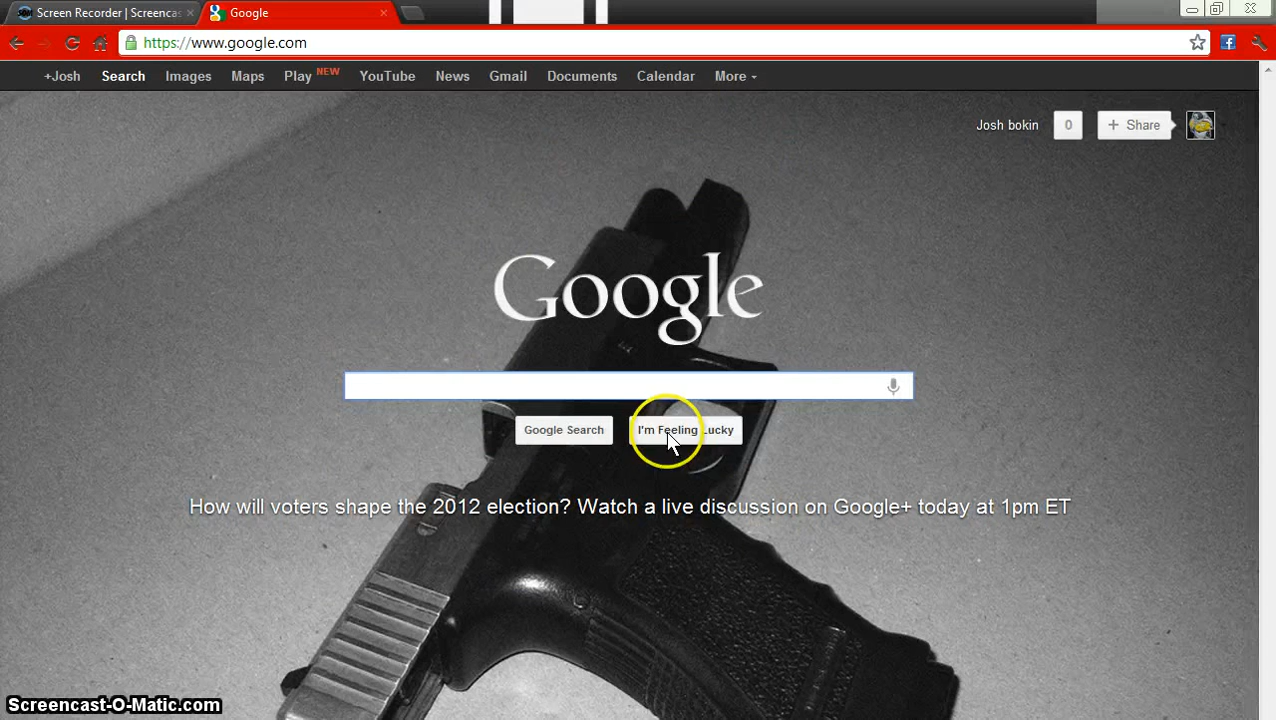 Screen Recorder | Screencas
Google
https://www.google.com
+Josh Search Images Maps Play NEW YouTube News Gmail Documents Calendar More
Josh bokin 0 + Share
Google
Google Search I'm Feeling Lucky
How will voters shape the 2012 election? Watch a live discussion on Google+ today at 1pm ET
Screencast-O-Matic.com